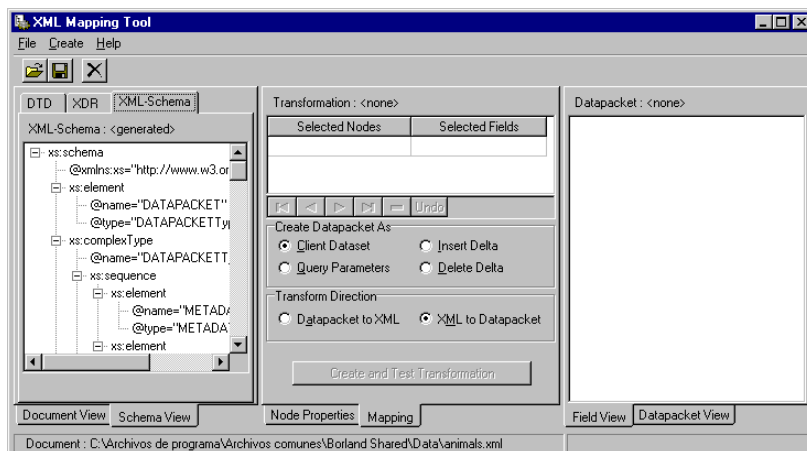 XML Mapping Tool
File Create Help
DTD XDR XML-Schema
XML-Schema : <generated>
xs:schema
@xmlns:xs="http://www.w3.or
xs:element
@name="DATAPACKET"
@type="DATAPACKETTy
xs:complexType
@name="DATAPACKETT
xs:sequence
xs:element
@name="METADA
@type="METADA
xs:element
Document View Schema View
Transformation : <none>
Selected Nodes Selected Fields
Undo
Create Datapacket As
Client Dataset Insert Delta
Query Parameters Delete Delta
Transform Direction
Datapacket to XML XML to Datapacket
Create and Test Transformation
Node Properties Mapping
Datapacket : <none>
Field View Datapacket View
Document : C:\Archivos de programa\Archivos comunes\Borland Shared\Data\animals.xml